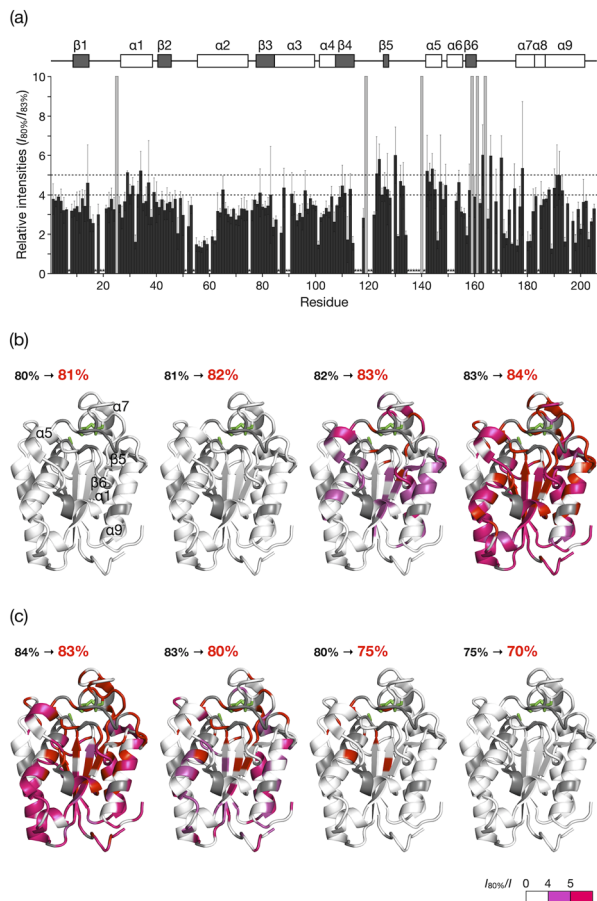 (a)
β1 α1 β2 α2 β3 α3 α4 β4 β5 α5 α6 β6 α7 α8 α9
Relative intensities (I80%/I83%)
10
8
6
4
2
0
20 40 60 80 100 120 140 160 180 200
Residue
(b)
80% → 81% 81% → 82% 82% → 83% 83% → 84%
α7
α5
β5
β6
α1
α9
(c)
84% → 83% 83% → 80% 80% → 75% 75% → 70%
I80%/I 0 4 5